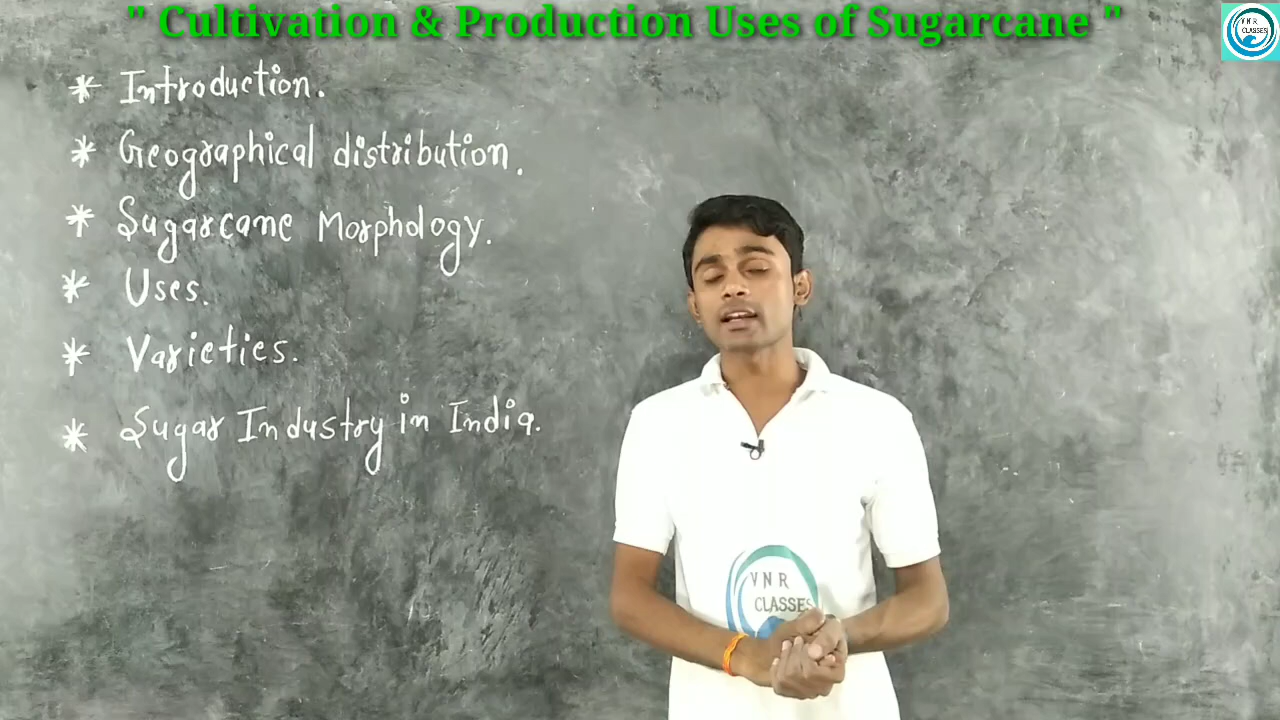 " Cultivation & Production Uses of Sugarcane "
VNR
CLASSES
* Introduction.
* Geographical distribution.
* Sugarcane Morphology.
* Uses.
* Varieties.
* Sugar Industry in India.
VNR
CLASSES